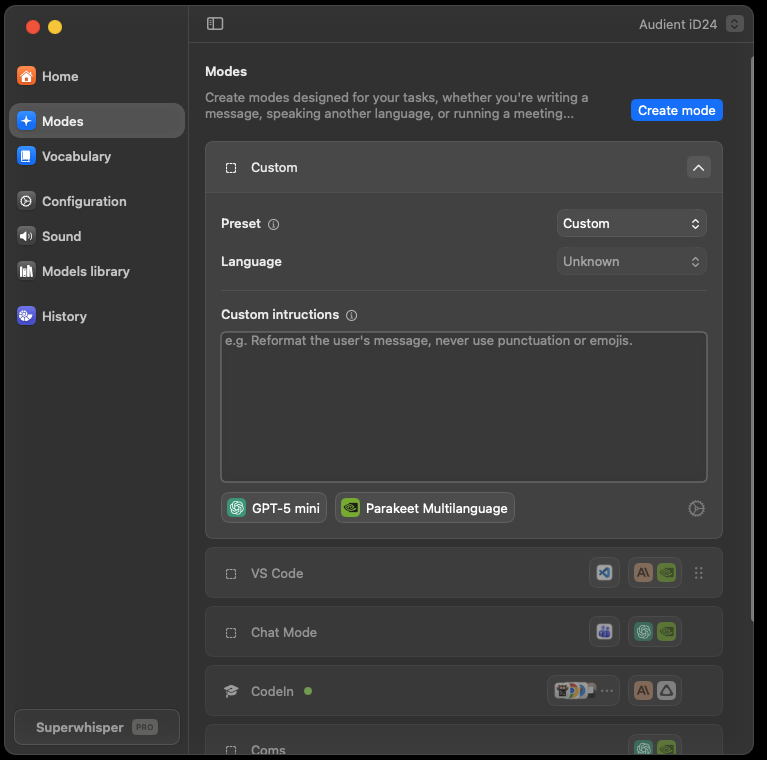 Audient iD24
Home
Modes
Vocabulary
Configuration
Sound
Models library
History
Superwhisper PRO
Modes
Create modes designed for your tasks, whether you're writing a
message, speaking another language, or running a meeting...
Create mode
Custom
Preset
Custom
Language
Unknown
Custom intructions
e.g. Reformat the user's message, never use punctuation or emojis.
GPT-5 mini
Parakeet Multilanguage
VS Code
A\
Chat Mode
CodeIn
A\
Coms